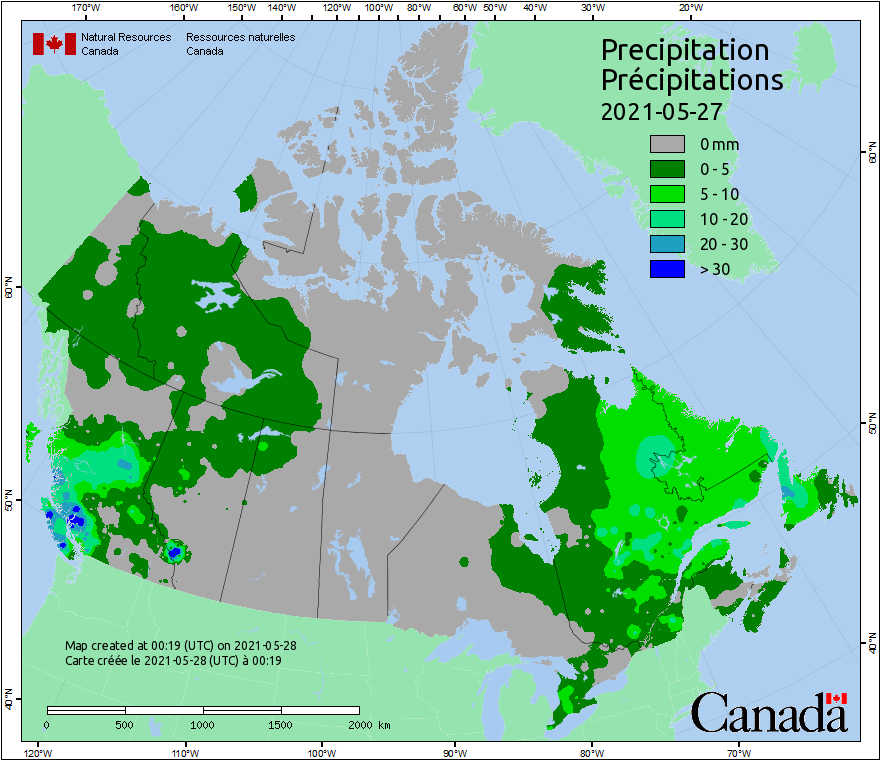 170°W 160°W 150°W 140°W 120°W 100°W 80°W 60°W 50°W 40°W 30°W 20°W
Natural Resources Ressources naturelles
Canada Canada
Precipitation
Précipitations
2021-05-27
0 mm
0 - 5
5 - 10
10 - 20
20 - 30
> 30
60°N
60°N
50°N
50°N
40°N
40°N
Map created at 00:19 (UTC) on 2021-05-28
Carte créée le 2021-05-28 (UTC) à 00:19
0 500 1000 1500 2000 km
Canada
120°W 110°W 100°W 90°W 80°W 70°W